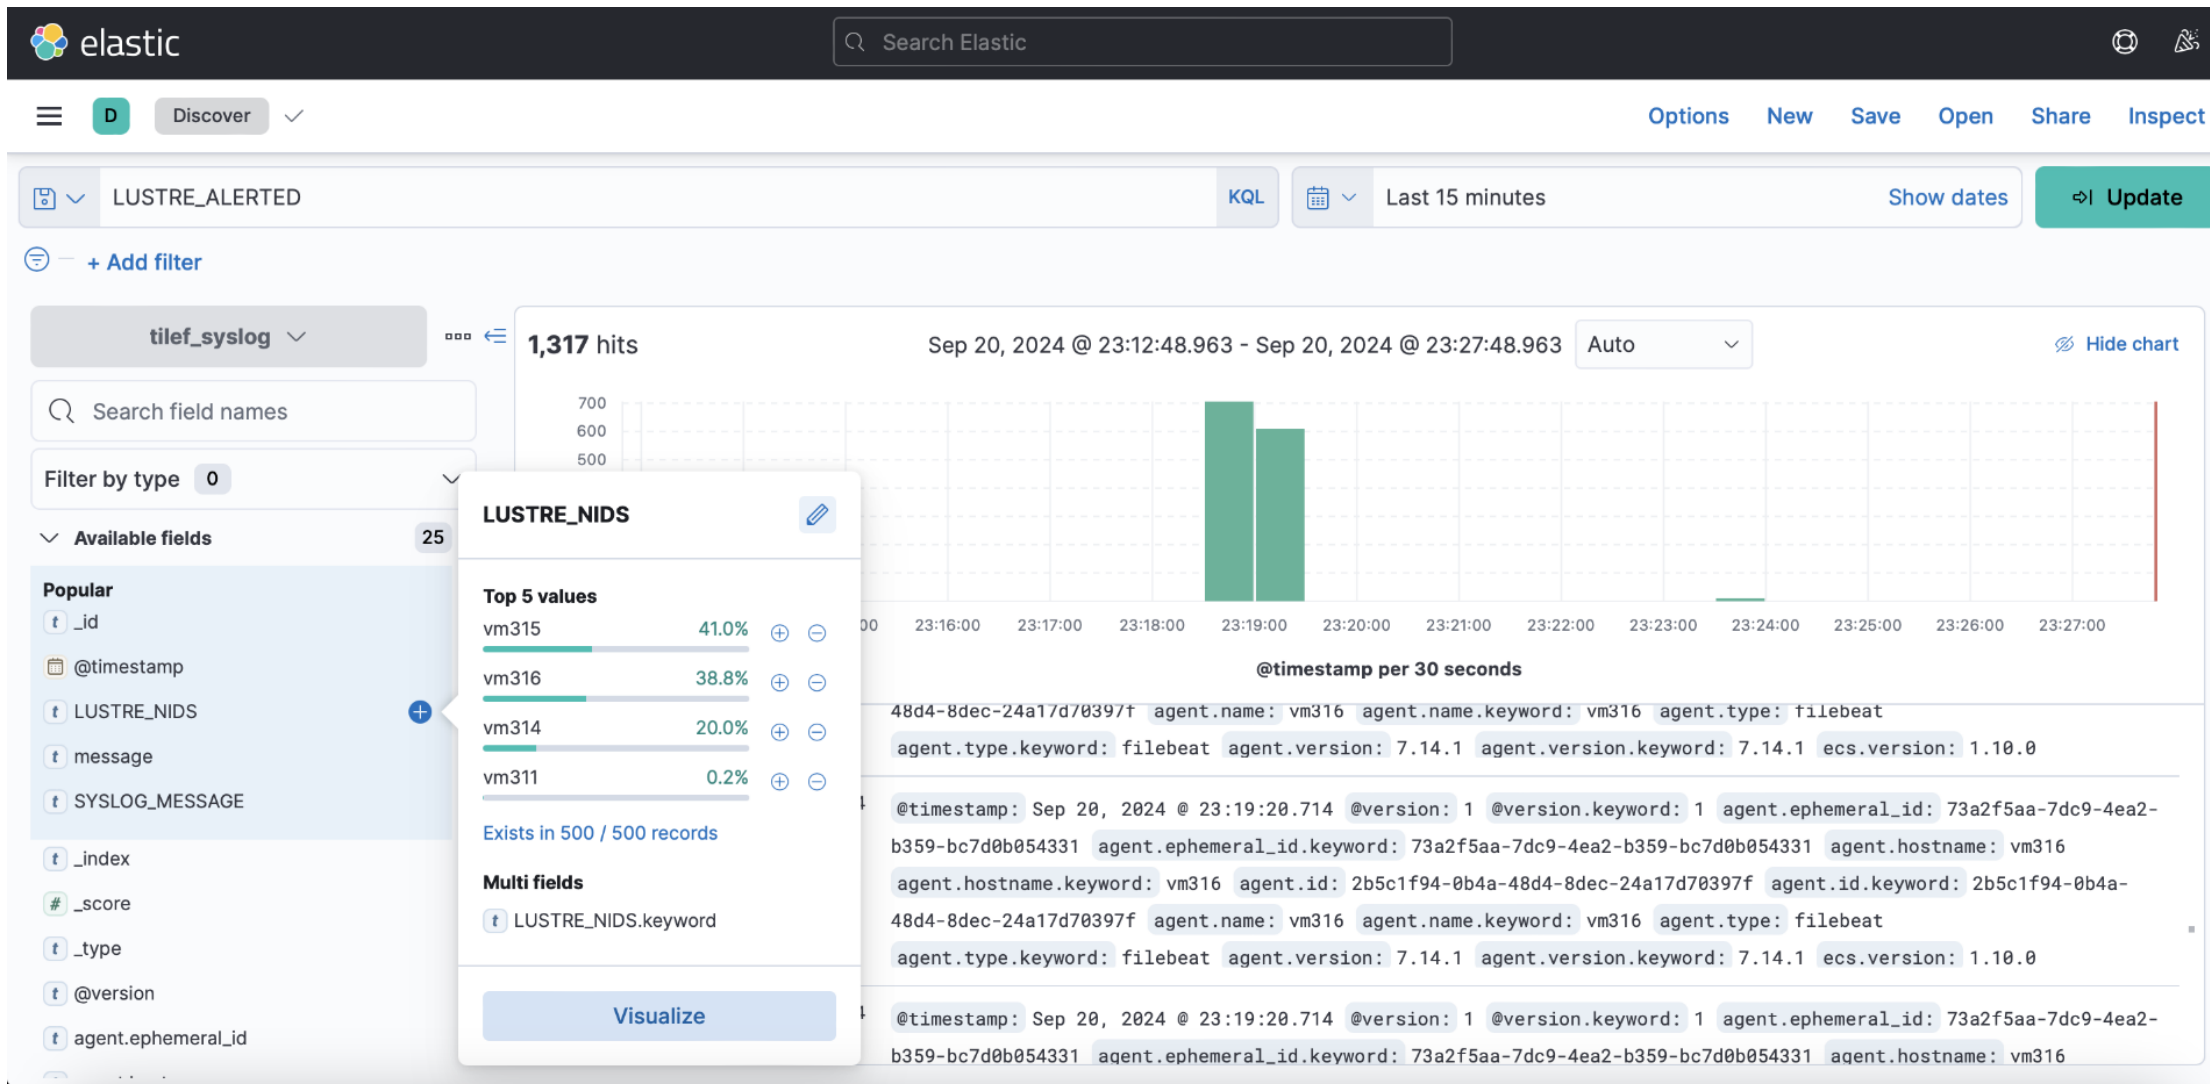 elastic
Search Elastic
D Discover
Options New Save Open Share Inspect
LUSTRE_ALERTED KQL
Last 15 minutes Show dates
Update
+ Add filter
tilef_syslog
Search field names
Filter by type 0
Available fields 25
Popular
t _id
@timestamp
t LUSTRE_NIDS
t message
t SYSLOG_MESSAGE
t _index
# _score
t _type
t @version
t agent.ephemeral_id
LUSTRE_NIDS
Top 5 values
vm315 41.0%
vm316 38.8%
vm314 20.0%
vm311 0.2%
Exists in 500 / 500 records
Multi fields
t LUSTRE_NIDS.keyword
Visualize
1,317 hits
Sep 20, 2024 @ 23:12:48.963 - Sep 20, 2024 @ 23:27:48.963 Auto
Hide chart
700
600
500
00 23:16:00 23:17:00 23:18:00 23:19:00 23:20:00 23:21:00 23:22:00 23:23:00 23:24:00 23:25:00 23:26:00 23:27:00
@timestamp per 30 seconds
48d4-8dec-24a17d70397f agent.name: vm316 agent.name.keyword: vm316 agent.type: filebeat
agent.type.keyword: filebeat agent.version: 7.14.1 agent.version.keyword: 7.14.1 ecs.version: 1.10.0
@timestamp: Sep 20, 2024 @ 23:19:20.714 @version: 1 @version.keyword: 1 agent.ephemeral_id: 73a2f5aa-7dc9-4ea2-
b359-bc7d0b054331 agent.ephemeral_id.keyword: 73a2f5aa-7dc9-4ea2-b359-bc7d0b054331 agent.hostname: vm316
agent.hostname.keyword: vm316 agent.id: 2b5c1f94-0b4a-48d4-8dec-24a17d70397f agent.id.keyword: 2b5c1f94-0b4a-
48d4-8dec-24a17d70397f agent.name: vm316 agent.name.keyword: vm316 agent.type: filebeat
agent.type.keyword: filebeat agent.version: 7.14.1 agent.version.keyword: 7.14.1 ecs.version: 1.10.0
@timestamp: Sep 20, 2024 @ 23:19:20.714 @version: 1 @version.keyword: 1 agent.ephemeral_id: 73a2f5aa-7dc9-4ea2-
b359-bc7d0b054331 agent.ephemeral_id.keyword: 73a2f5aa-7dc9-4ea2-b359-bc7d0b054331 agent.hostname: vm316